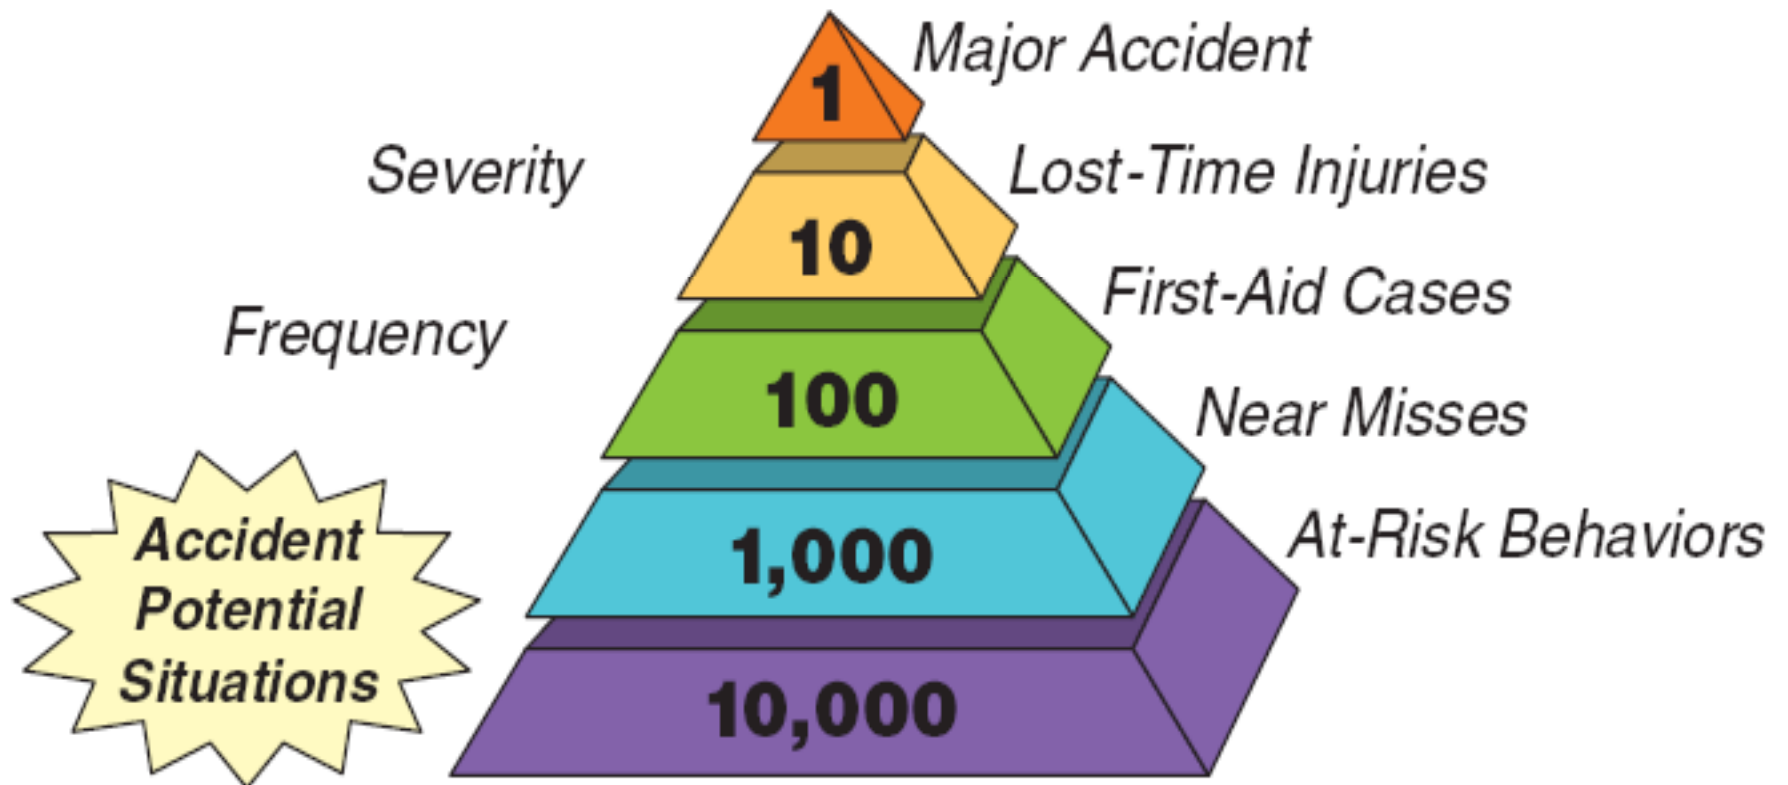 1
Major Accident
Severity
Lost-Time Injuries
10
Frequency
First-Aid Cases
100
Near Misses
1,000
At-Risk Behaviors
10,000
Accident
Potential
Situations